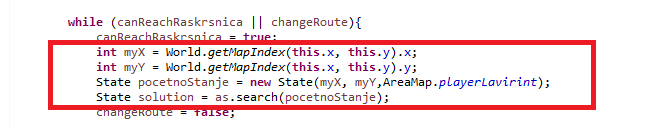 while (canReachRaskrsnica || changeRoute){
canReachRaskrsnica = true;
int myX = World.getMapIndex(this.x, this.y).x;
int myY = World.getMapIndex(this.x, this.y).y;
State pocetnoStanje = new State(myX, myY,AreaMap.playerLavirint);
State solution = as.search(pocetnoStanje);
changeRoute = false;